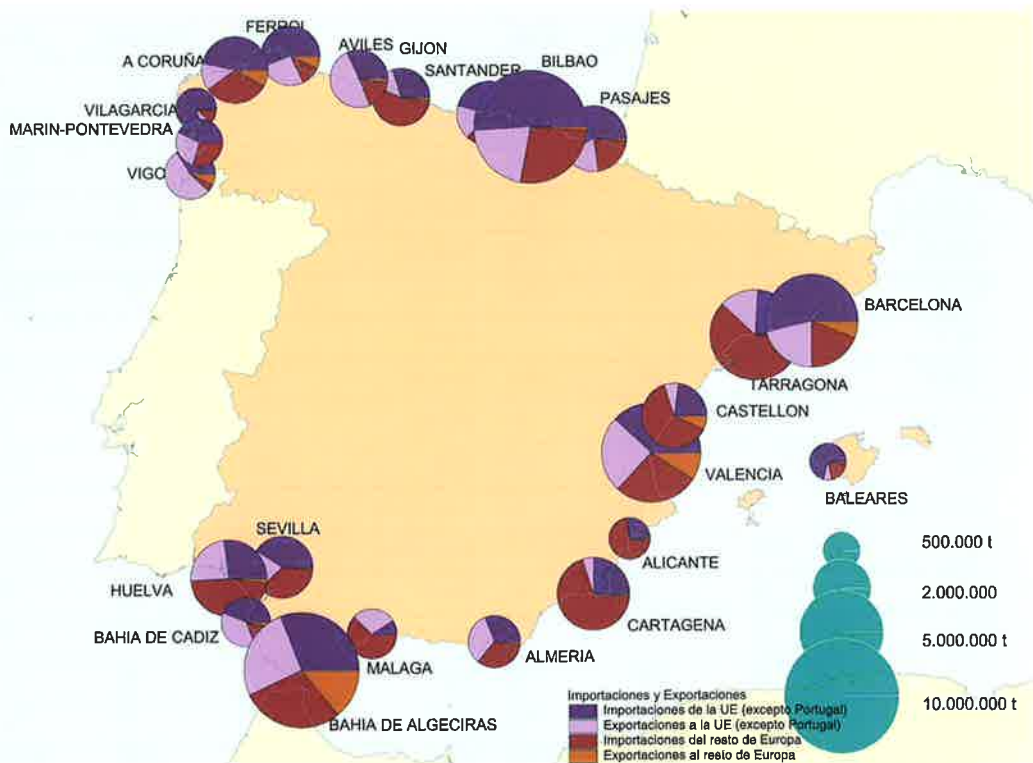 FERROL
AVILES
GIJON
BILBAO
A CORUÑA
SANTANDER
PASAJES
VILAGARCIA
MARIN-PONTEVEDRA
VIGO
BARCELONA
TARRAGONA
CASTELLON
VALENCIA
BALEARES
SEVILLA
500.000 t
ALICANTE
HUELVA
2.000.000
CARTAGENA
BAHIA DE CADIZ
5.000.000 t
MALAGA
ALMERIA
BAHIA DE ALGECIRAS
10.000.000 t
Importaciones y Exportaciones
Importaciones de la UE (excepto Portugal)
Exportaciones a la UE (excepto Portugal)
Importaciones del resto de Europa
Exportaciones al resto de Europa